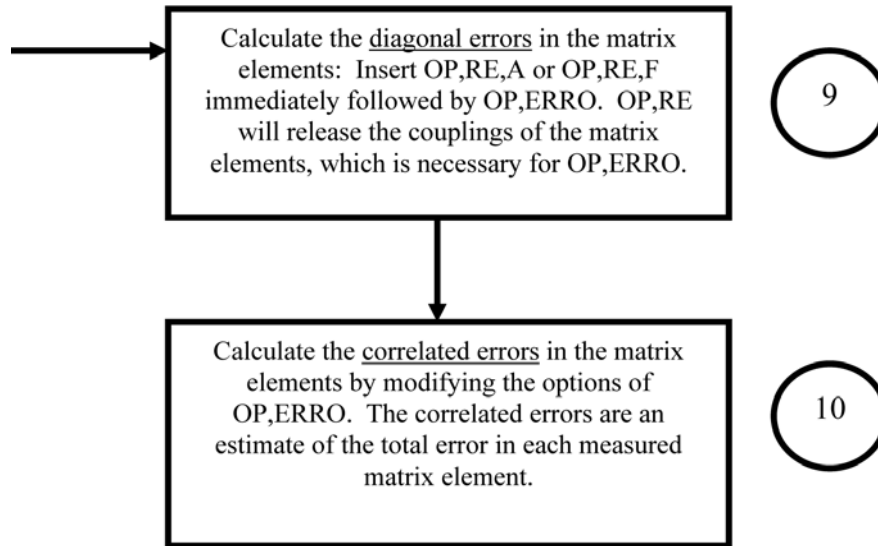 Calculate the diagonal errors in the matrix
elements:  Insert OP,RE,A or OP,RE,F
immediately followed by OP,ERRO.  OP,RE
will release the couplings of the matrix
elements, which is necessary for OP,ERRO.
9
Calculate the correlated errors in the matrix
elements by modifying the options of
OP,ERRO.  The correlated errors are an
estimate of the total error in each measured
matrix element.
10